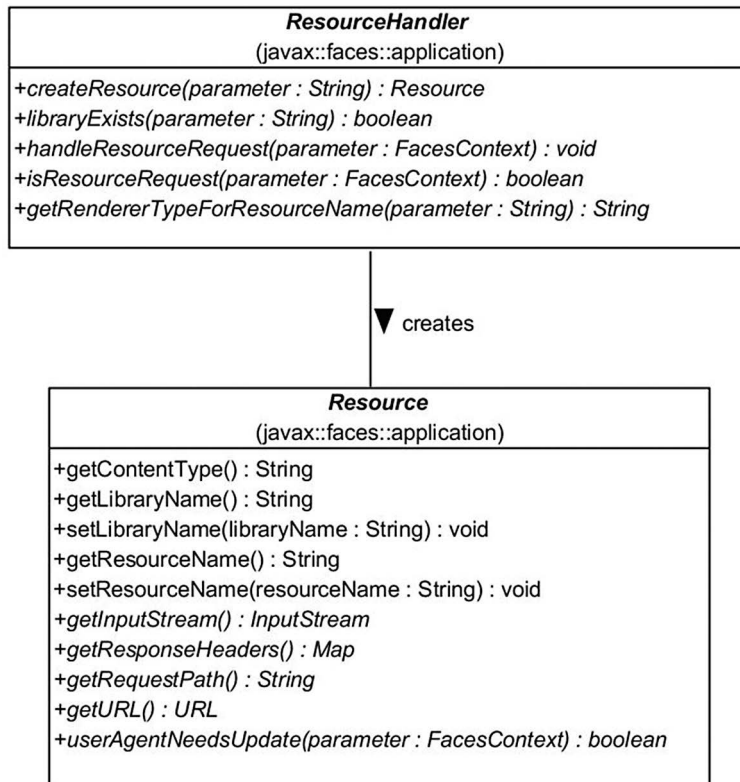 ResourceHandler
(javax::faces::application)
+createResource(parameter : String) : Resource
+libraryExists(parameter : String) : boolean
+handleResourceRequest(parameter : FacesContext) : void
+isResourceRequest(parameter : FacesContext) : boolean
+getRendererTypeForResourceName(parameter : String) : String
creates
Resource
(javax::faces::application)
+getContentType() : String
+getLibraryName() : String
+setLibraryName(libraryName : String) : void
+getResourceName() : String
+setResourceName(resourceName : String) : void
+getInputStream() : InputStream
+getResponseHeaders() : Map
+getRequestPath() : String
+getURL() : URL
+userAgentNeedsUpdate(parameter : FacesContext) : boolean